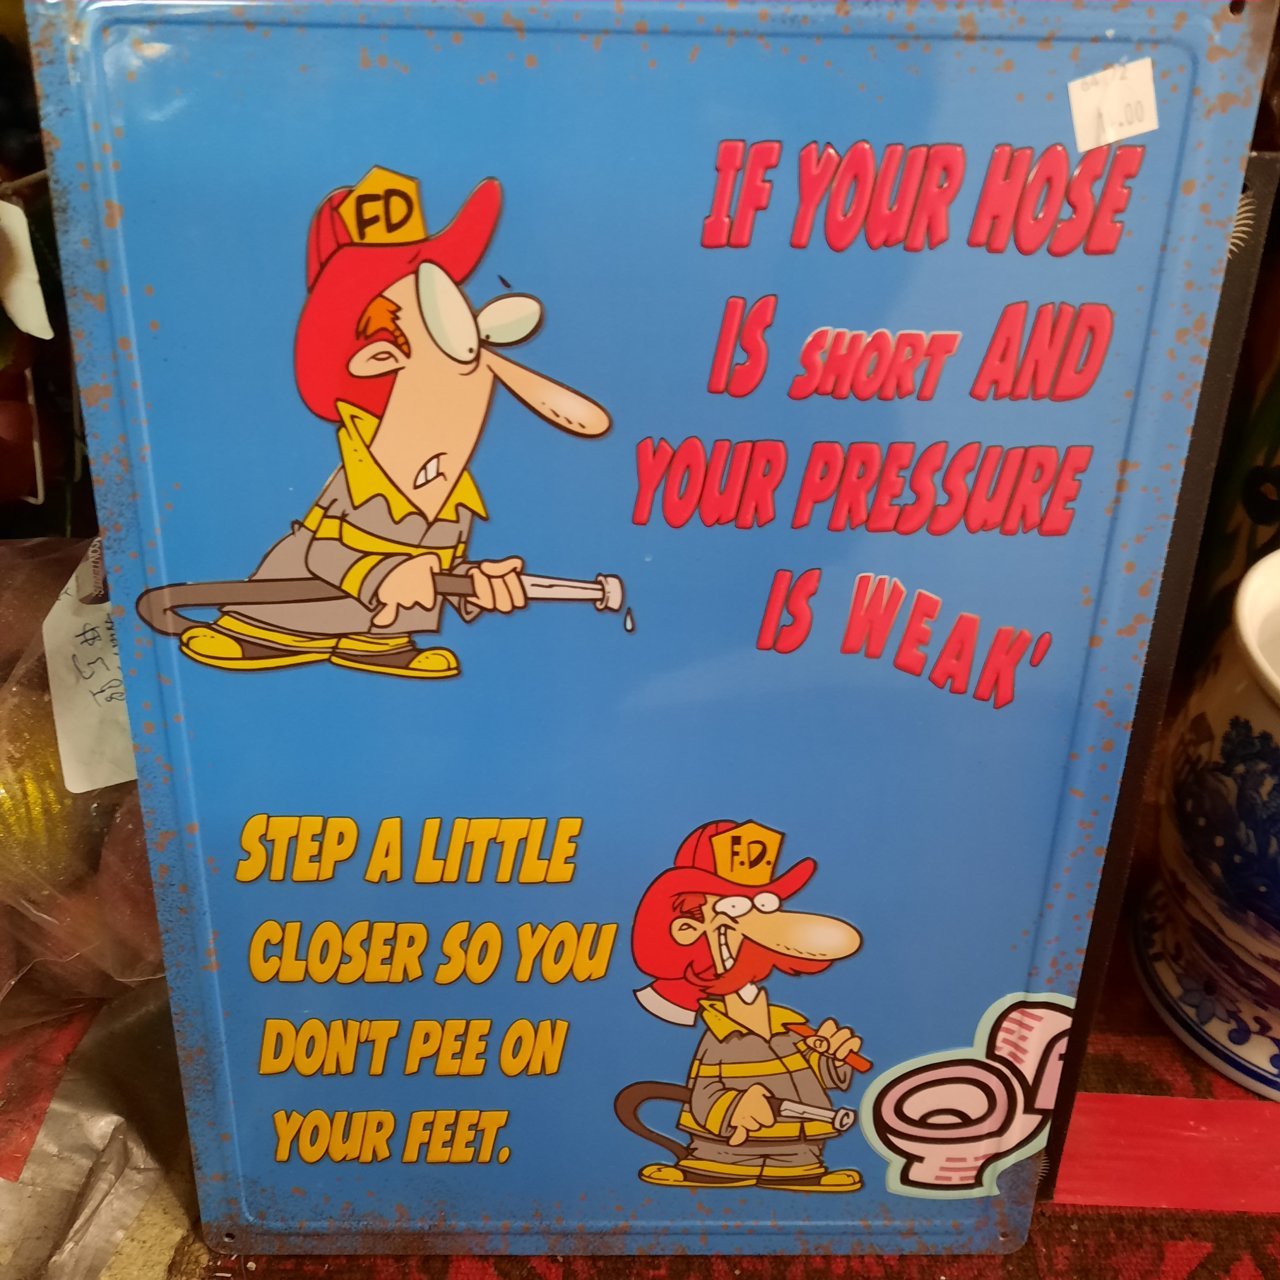 FD
IF YOUR HOSE
IS SHORT AND
YOUR PRESSURE
IS WEAK'
STEP A LITTLE
CLOSER SO YOU
DON'T PEE ON
YOUR FEET.
F.D.
$5